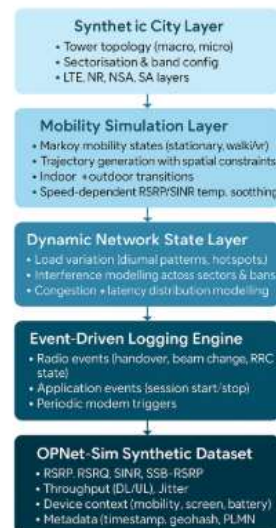 Synthetic City Layer
• Tower topology (macro, micro)
• Sectorisation & band config
• LTE, NR, NSA, SA layers
Mobility Simulation Layer
• Markoy mobility states (stationary, walki/vr)
• Trajectory generation with spatial constraints
• Indoor +outdoor transitions
• Speed-dependent RSRP/SINR temp. soothing
Dynamic Network State Layer
• Load variation (diumal patterns, hotspots.)
• Interference modelling actoss sectors & bans
• Congestion + latency distribution modelling
Event-Driven Logging Engine
• Radio events (handover, beam change, RRC
state)
• Application events (session start/stop)
• Periodic modem triggers
OPNet-Sim Synthetic Dataset
• RSRP, RSRQ, SINR, SSB-RSRP
• Throughput (DL/UL), Jitter
• Device context (mobility, screen, battery)
• Metadata (timestamp, geohash, PLMN